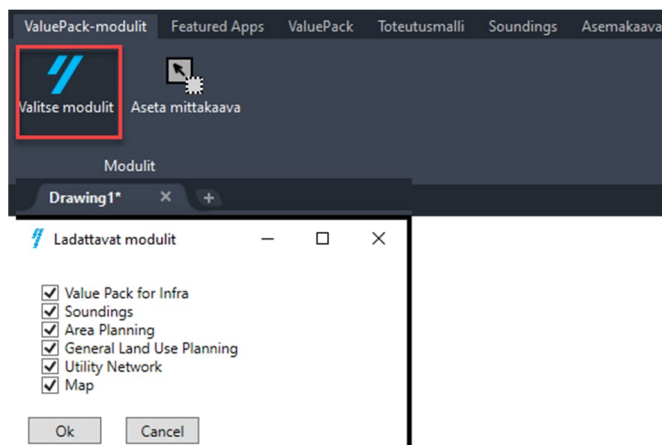 ValuePack-modulit Featured Apps ValuePack Toteutusmalli Soundings Asemakaava
Valitse modulit Aseta mittakaava
Modulit
Drawing1*
Ladattavat modulit
Value Pack for Infra
Soundings
Area Planning
General Land Use Planning
Utility Network
Map
Ok Cancel